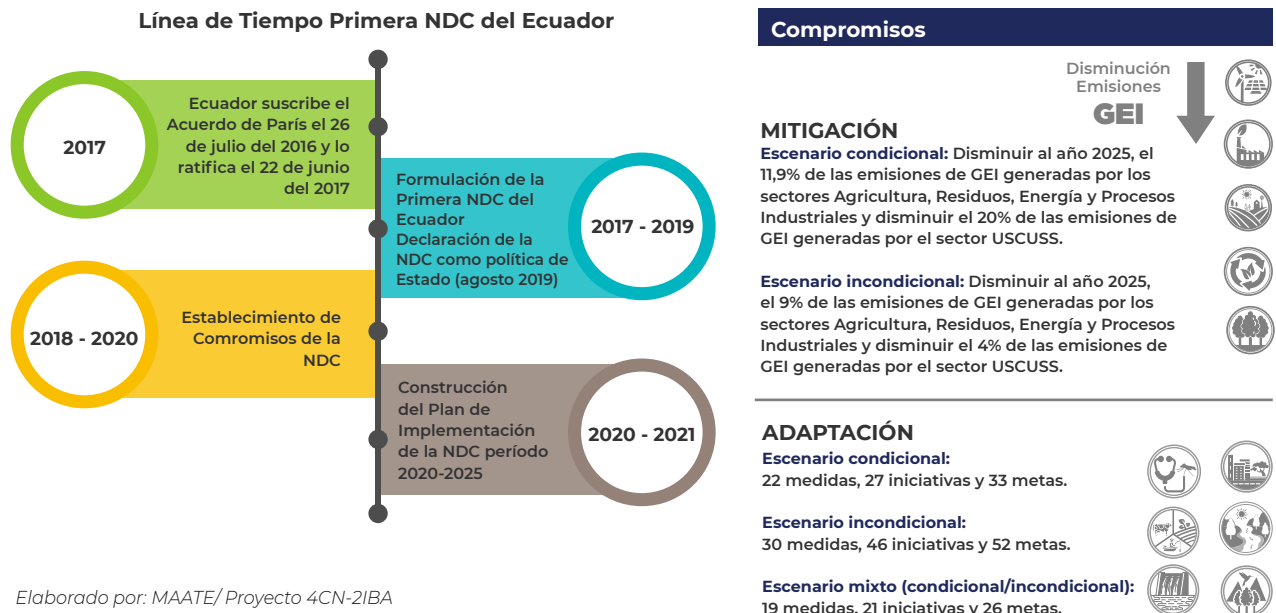 Línea de Tiempo Primera NDC del Ecuador
2017
Ecuador suscribe el
Acuerdo de París el 26
de julio del 2016 y lo
ratifica el 22 de junio
del 2017
Formulación de la
Primera NDC del
Ecuador
Declaración de la
NDC como política de
Estado (agosto 2019)
2017 - 2019
2018 - 2020
Establecimiento de
Comromisos de la
NDC
Construcción
del Plan de
Implementación
de la NDC período
2020-2025
2020 - 2021
Elaborado por: MAATE/ Proyecto 4CN-2IBA
Compromisos
Disminución
Emisiones
GEI
MITIGACIÓN
Escenario condicional: Disminuir al año 2025, el
11,9% de las emisiones de GEI generadas por los
sectores Agricultura, Residuos, Energía y Procesos
Industriales y disminuir el 20% de las emisiones de
GEI generadas por el sector USCUSS.
Escenario incondicional: Disminuir al año 2025,
el 9% de las emisiones de GEI generadas por los
sectores Agricultura, Residuos, Energía y Procesos
Industriales y disminuir el 4% de las emisiones de
GEI generadas por el sector USCUSS.
ADAPTACIÓN
Escenario condicional:
22 medidas, 27 iniciativas y 33 metas.
Escenario incondicional:
30 medidas, 46 iniciativas y 52 metas.
Escenario mixto (condicional/incondicional):
19 medidas, 21 iniciativas y 26 metas.